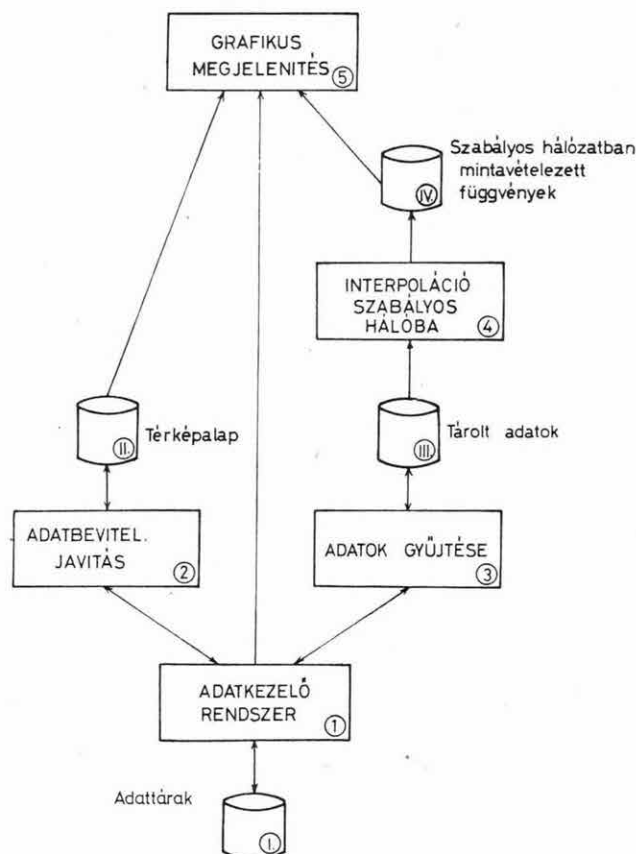 GRAFIKUS
MEGJELENITÉS
5
Szabályos hálózatban
mintavételezett
függvények
IV.
INTERPOLÁCIÓ
SZABÁLYOS
HÁLÓBA
4
II.
Térképalap
III.
Tárolt adatok
ADATBEVITEL.
JAVITÁS
2
ADATOK GYŰJTÉSE
3
ADATKEZELŐ
RENDSZER
1
Adattárak
I.